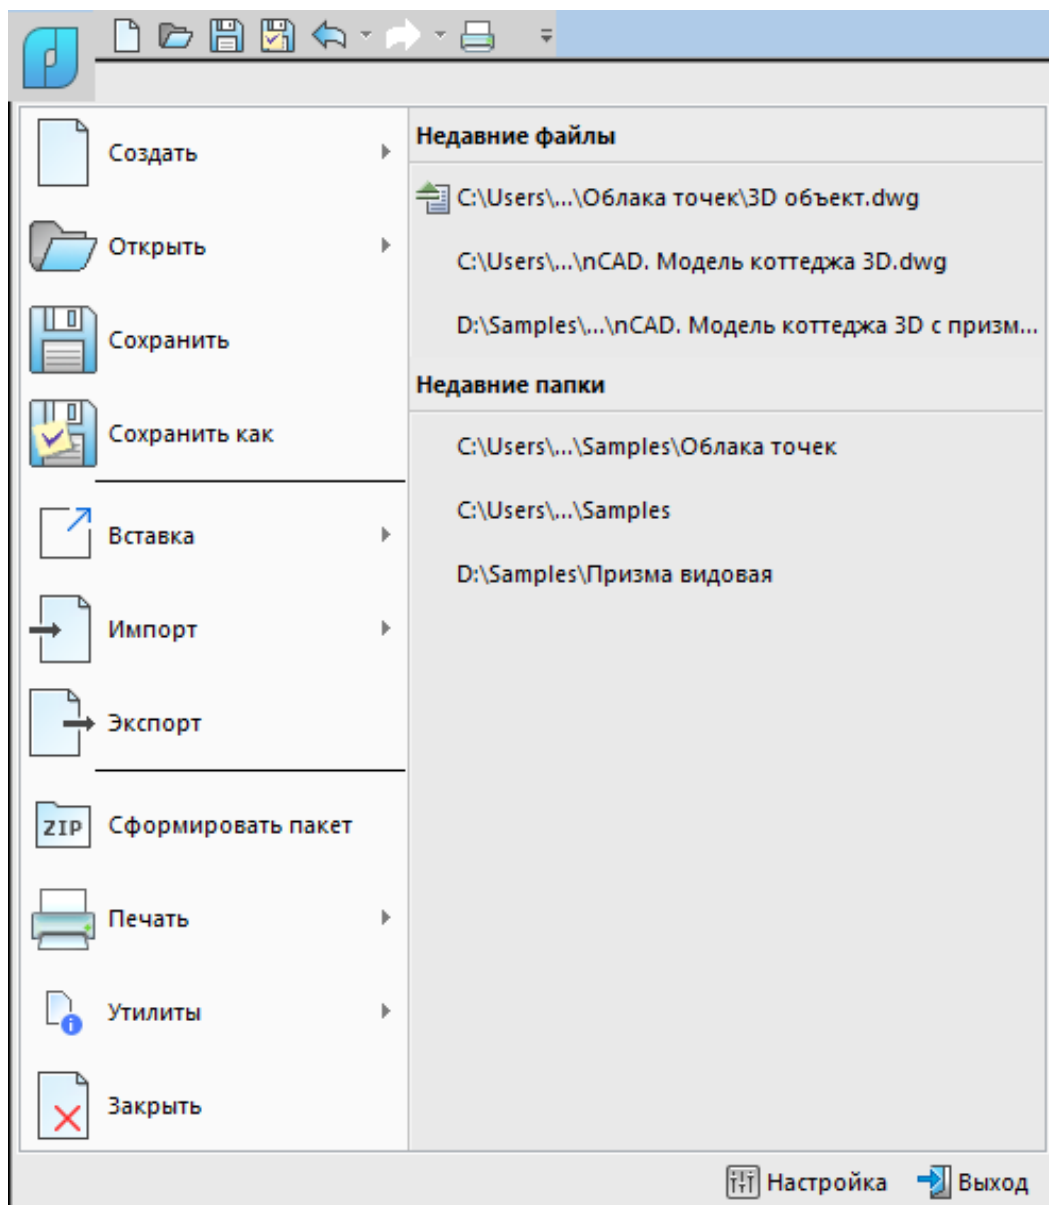 Создать
Открыть
Сохранить
Сохранить как
Вставка
Импорт
Экспорт
ZIP Сформировать пакет
Печать
Утилиты
Закрыть
Недавние файлы
C:\Users\...\Облака точек\3D объект.dwg
C:\Users\...\nCAD. Модель коттеджа 3D.dwg
D:\Samples\...\nCAD. Модель коттеджа 3D с призм...
Недавние папки
C:\Users\...\Samples\Облака точек
C:\Users\...\Samples
D:\Samples\Призма видовая
Настройка Выход